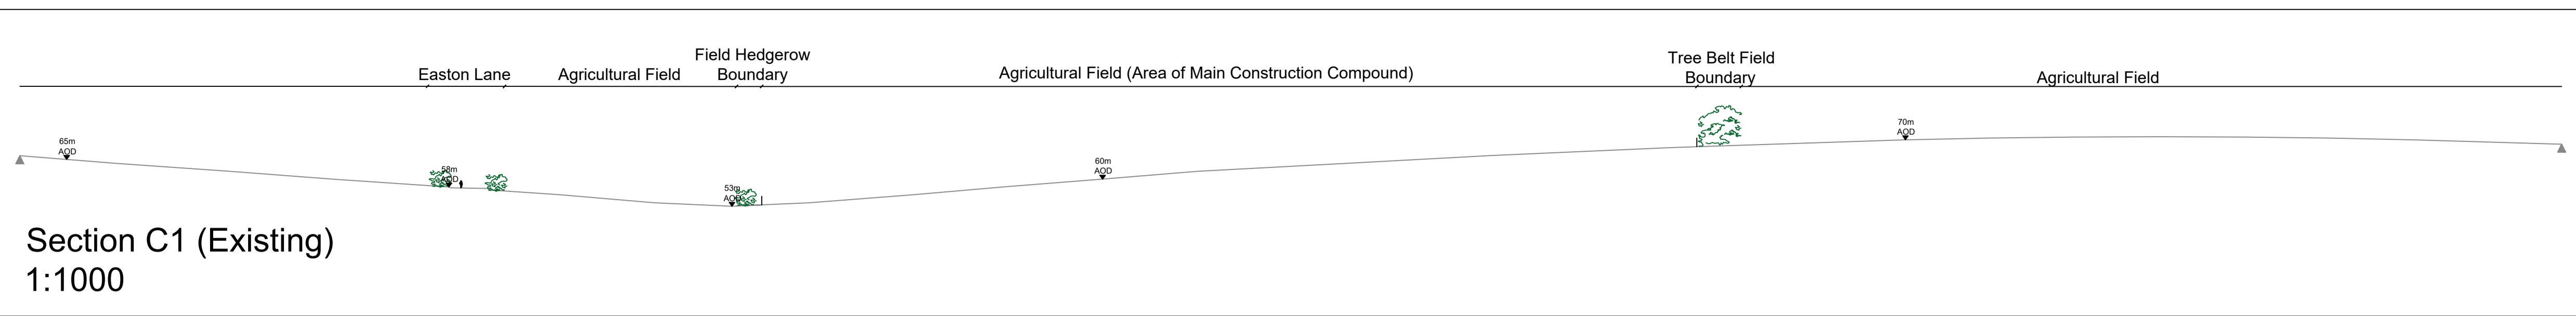 Field Hedgerow
Boundary
Tree Belt Field
Boundary
Easton Lane
Agricultural Field
Agricultural Field (Area of Main Construction Compound)
Agricultural Field
65m
AOD
58m
AOD
53m
AOD
60m
AOD
70m
AOD
Section C1 (Existing)
1:1000